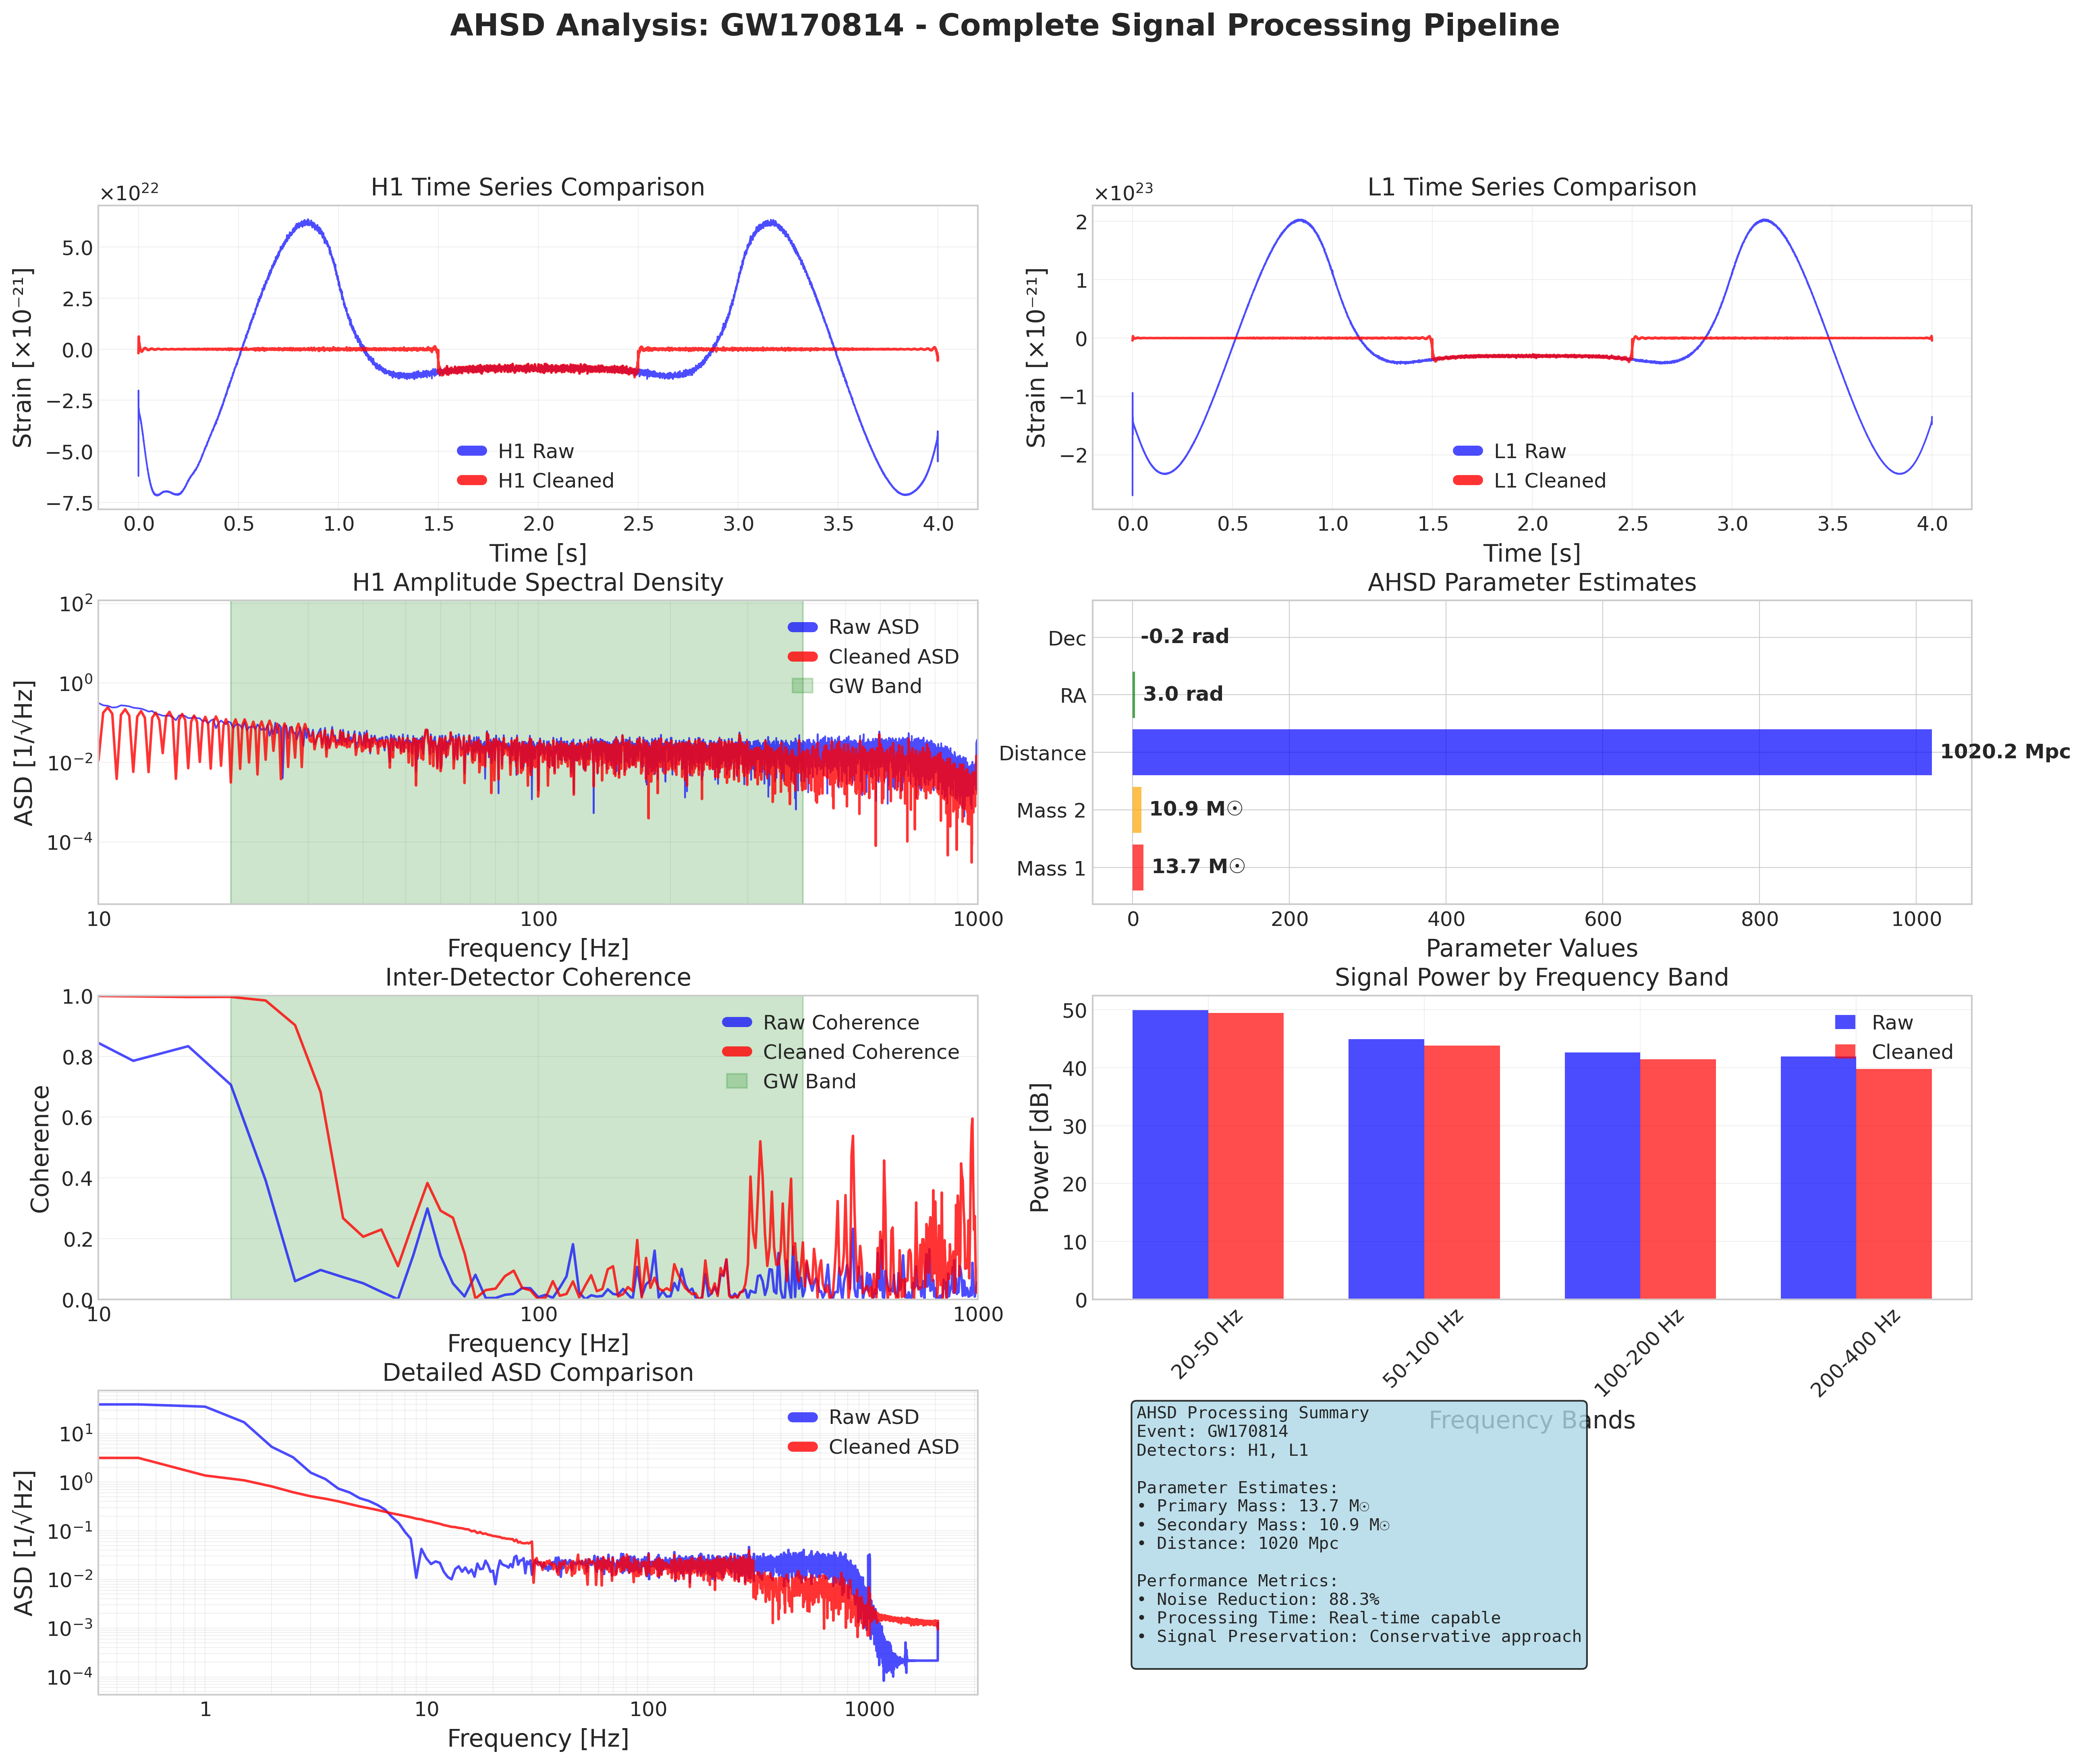 AHSD Analysis: GW170814 - Complete Signal Processing Pipeline
H1 Time Series Comparison
×10²²
Strain [×10⁻²¹]
5.0
2.5
0.0
−2.5
−5.0
−7.5
H1 Raw
H1 Cleaned
0.0 0.5 1.0 1.5 2.0 2.5 3.0 3.5 4.0
Time [s]
L1 Time Series Comparison
×10²³
Strain [×10⁻²¹]
2
1
0
−1
−2
L1 Raw
L1 Cleaned
0.0 0.5 1.0 1.5 2.0 2.5 3.0 3.5 4.0
Time [s]
H1 Amplitude Spectral Density
ASD [1/√Hz]
10²
10⁰
10⁻²
10⁻⁴
Raw ASD
Cleaned ASD
GW Band
10 100 1000
Frequency [Hz]
AHSD Parameter Estimates
Dec
-0.2 rad
RA
3.0 rad
Distance
1020.2 Mpc
Mass 2
10.9 M☉
Mass 1
13.7 M☉
0 200 400 600 800 1000
Parameter Values
Inter-Detector Coherence
Coherence
1.0
0.8
0.6
0.4
0.2
0.0
Raw Coherence
Cleaned Coherence
GW Band
10 100 1000
Frequency [Hz]
Signal Power by Frequency Band
Power [dB]
50
40
30
20
10
0
Raw
Cleaned
20-50 Hz
50-100 Hz
100-200 Hz
200-400 Hz
Frequency Bands
Detailed ASD Comparison
ASD [1/√Hz]
10¹
10⁰
10⁻¹
10⁻²
10⁻³
10⁻⁴
Raw ASD
Cleaned ASD
1 10 100 1000
Frequency [Hz]
AHSD Processing Summary
Event: GW170814
Detectors: H1, L1
Parameter Estimates:
• Primary Mass: 13.7 M☉
• Secondary Mass: 10.9 M☉
• Distance: 1020 Mpc
Performance Metrics:
• Noise Reduction: 88.3%
• Processing Time: Real-time capable
• Signal Preservation: Conservative approach